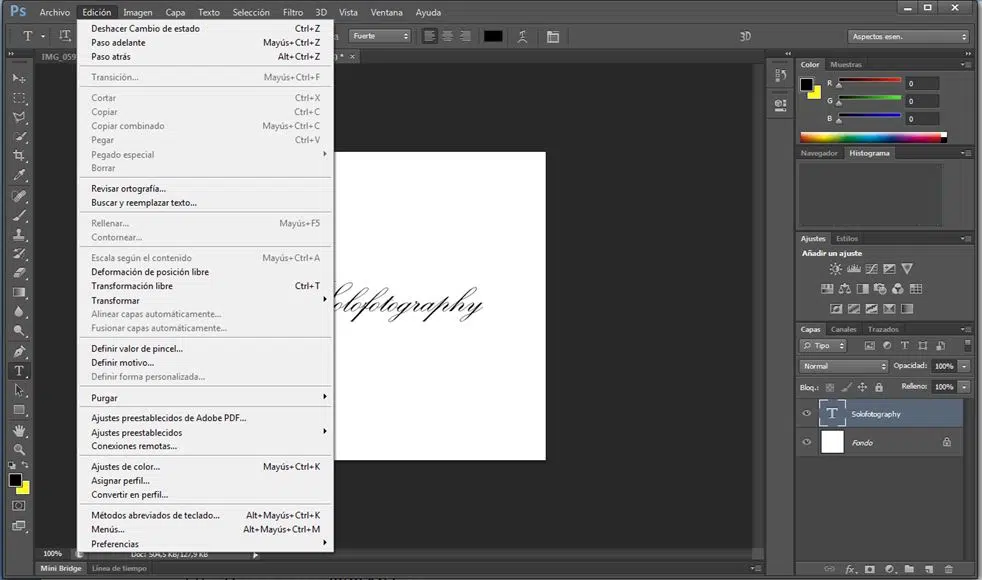 Ps Archivo Edición Imagen Capa Texto Selección Filtro 3D Vista Ventana Ayuda
T T Fuerte 3D Aspectos esen.
IMG_059
Deshacer Cambio de estado Ctrl+Z
Paso adelante Mayús+Ctrl+Z
Paso atrás Alt+Ctrl+Z
Transición... Mayús+Ctrl+F
Cortar Ctrl+X
Copiar Ctrl+C
Copiar combinado Mayús+Ctrl+C
Pegar Ctrl+V
Pegado especial
Borrar
Revisar ortografía...
Buscar y reemplazar texto...
Rellenar... Mayús+F5
Contornear...
Escala según el contenido Mayús+Ctrl+A
Deformación de posición libre
Transformación libre Ctrl+T
Transformar
Alinear capas automáticamente...
Fusionar capas automáticamente...
Definir valor de pincel...
Definir motivo...
Definir forma personalizada...
Purgar
Ajustes preestablecidos de Adobe PDF...
Ajustes preestablecidos
Conexiones remotas...
Ajustes de color... Mayús+Ctrl+K
Asignar perfil...
Convertir en perfil...
Métodos abreviados de teclado... Alt+Mayús+Ctrl+K
Menús... Alt+Mayús+Ctrl+M
Preferencias
olofotography
Color Muestras
R 0
G 0
B 0
Navegador Histograma
Ajustes Estilos
Añadir un ajuste
Capas Canales Trazados
Tipo
Normal Opacidad: 100%
Bloq.: Relleno: 100%
T Solofotography
Fondo
fx
100% Doc: 504,5 KB/127,9 KB
Mini Bridge Línea de tiempo